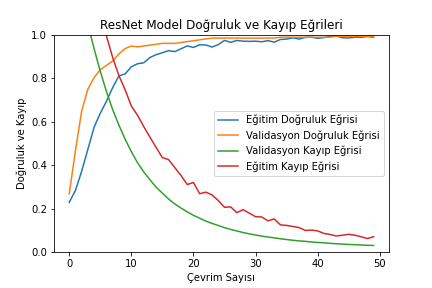 ResNet Model Doğruluk ve Kayıp Eğrileri
1.0
0.8
0.6
0.4
0.2
0.0
Doğruluk ve Kayıp
Eğitim Doğruluk Eğrisi
Validasyon Doğruluk Eğrisi
Validasyon Kayıp Eğrisi
Eğitim Kayıp Eğrisi
0 10 20 30 40 50
Çevrim Sayısı